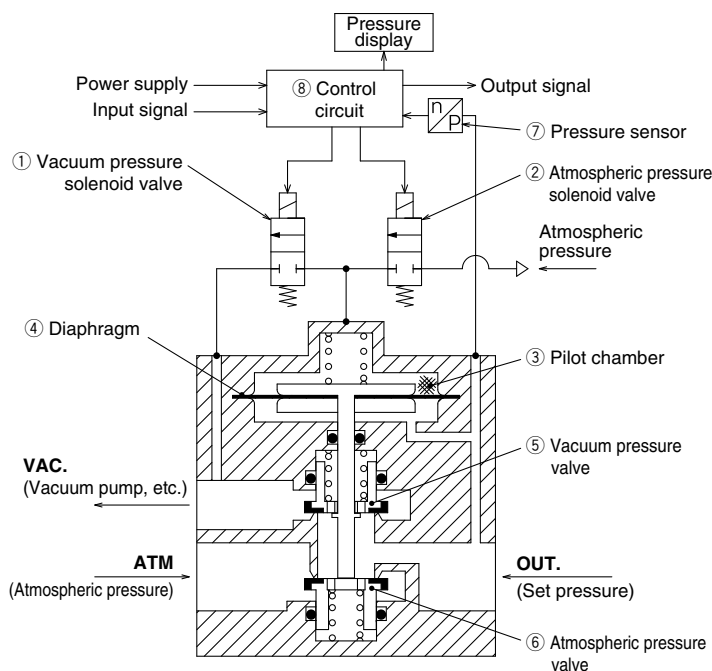 Pressure
display
Power supply
Input signal
⑧ Control
circuit
Output signal
n
P
⑦ Pressure sensor
① Vacuum pressure
solenoid valve
② Atmospheric pressure
solenoid valve
Atmospheric
pressure
④ Diaphragm
③ Pilot chamber
⑤ Vacuum pressure
valve
VAC.
(Vacuum pump, etc.)
ATM
(Atmospheric pressure)
OUT.
(Set pressure)
⑥ Atmospheric pressure
valve